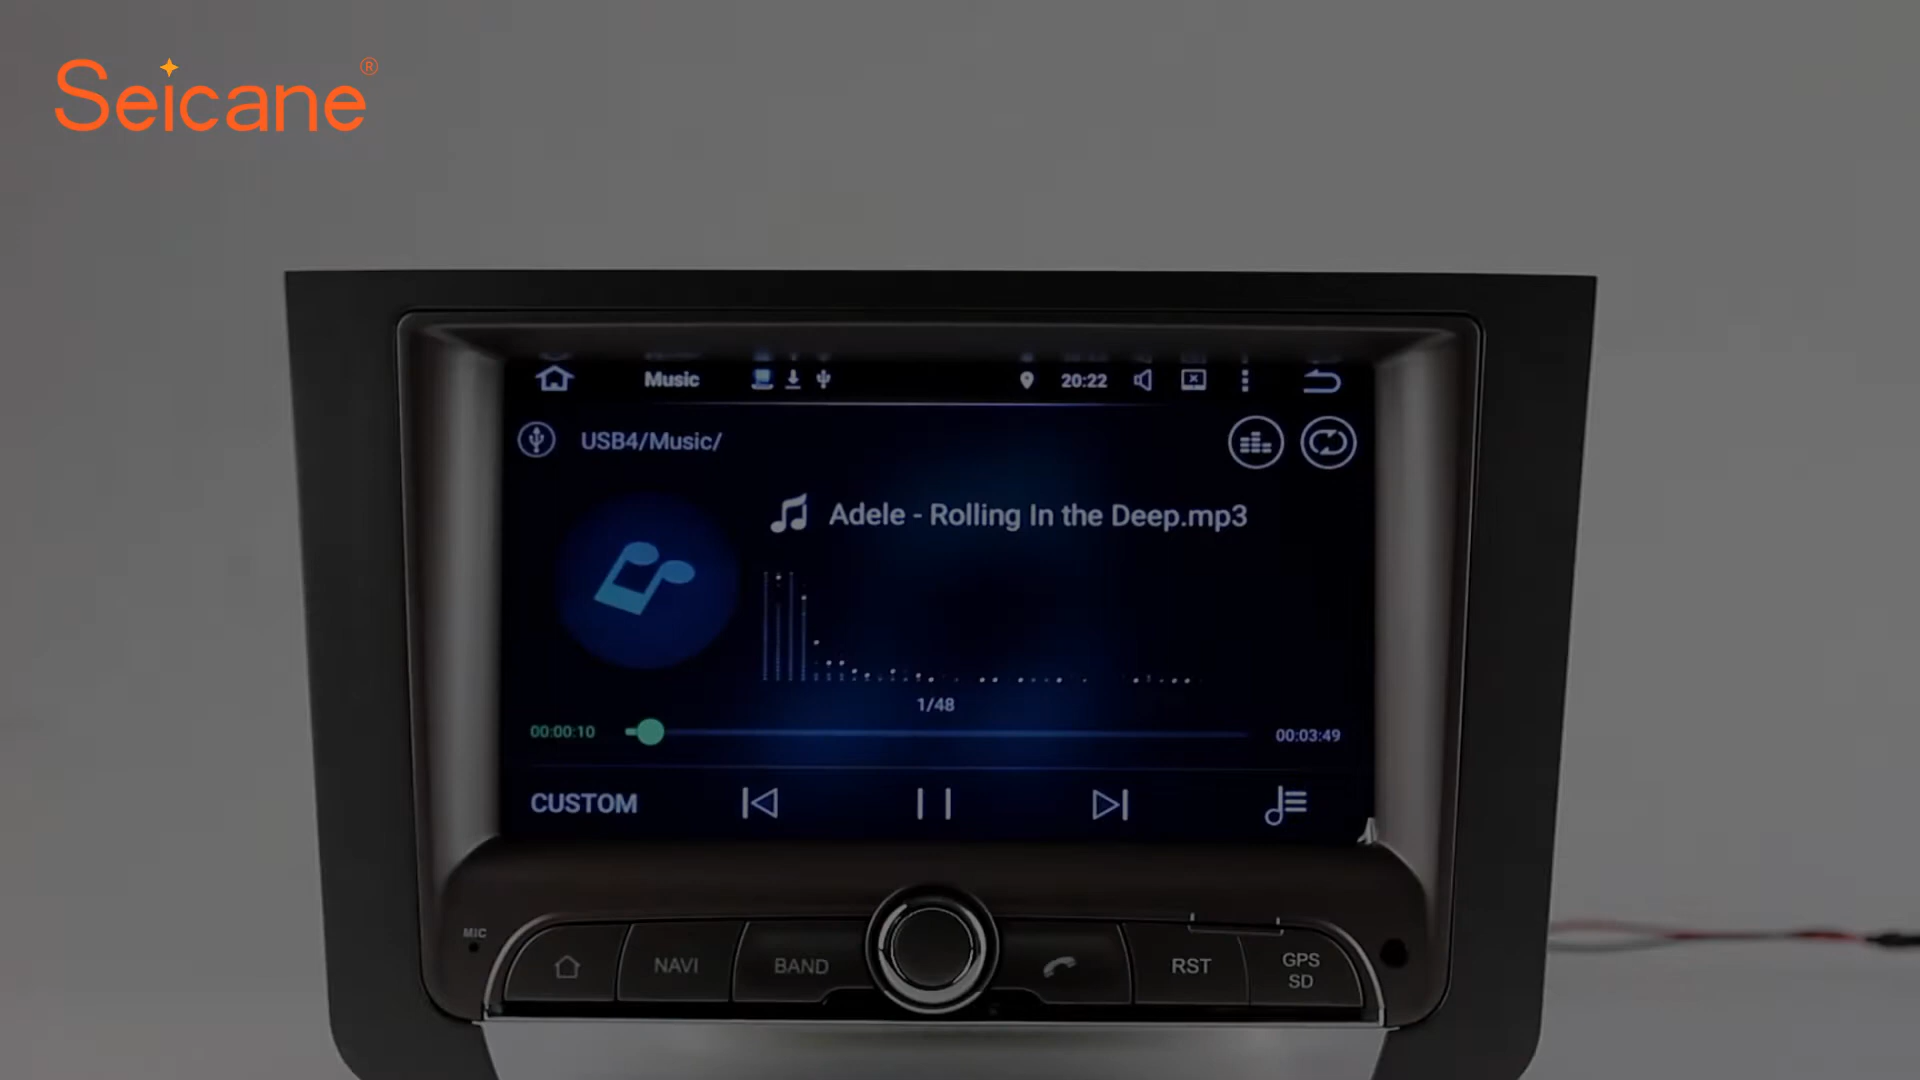 Seicane®
Music
20:22
USB4/Music/
Adele - Rolling In the Deep.mp3
1/48
00:00:10
00:03:49
CUSTOM
MIC
NAVI
BAND
RST
GPS
SD